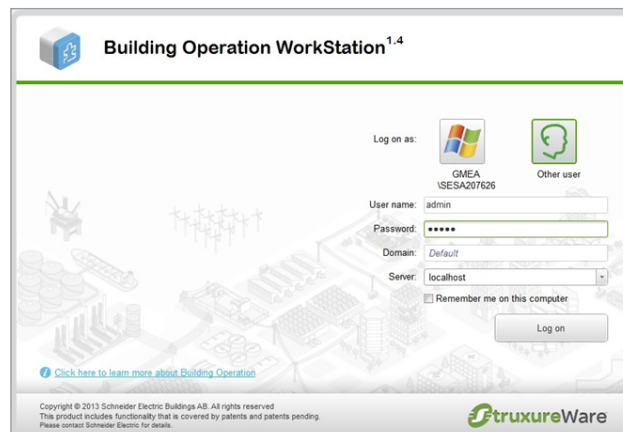 Building Operation WorkStation1.4
Log on as:
GMEA
\SESA207626
Other user
User name: admin
Password: •••••
Domain: Default
Server: localhost
Remember me on this computer
Log on
Click here to learn more about Building Operation
Copyright © 2013 Schneider Electric Buildings AB. All rights reserved
This product includes functionality that is covered by patents and patents pending.
Please contact Schneider Electric for details.
StruxureWare